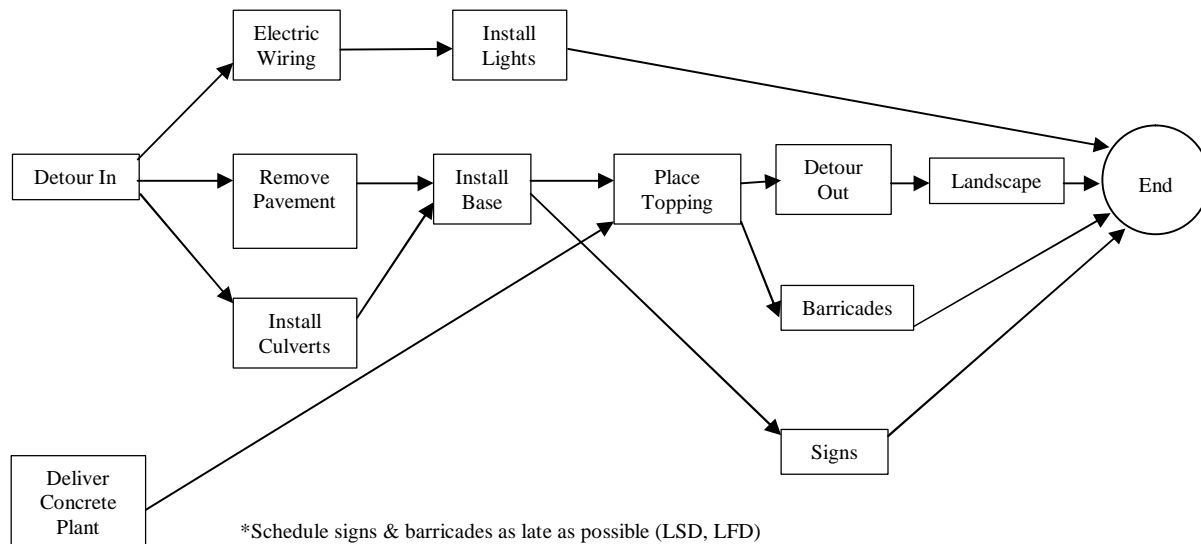 Electric
Wiring
Install
Lights
Detour In
Remove
Pavement
Install
Base
Place
Topping
Detour
Out
Landscape
End
Install
Culverts
Barricades
Signs
Deliver
Concrete
Plant
*Schedule signs & barricades as late as possible (LSD, LFD)